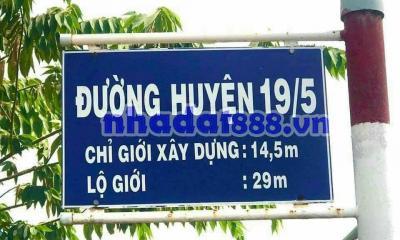 ĐƯỜNG HUYỆN 19/5
nhadat888.vn
CHỈ GIỚI XÂY DỰNG : 14,5m
LỘ GIỚI : 29m